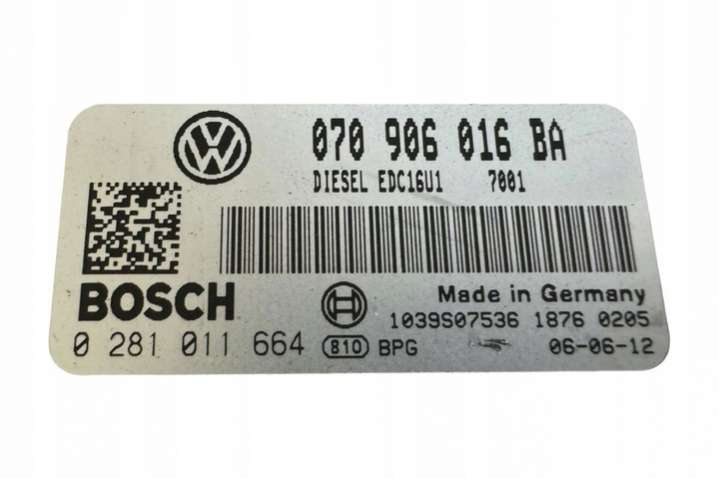 070 906 016 BA
DIESEL EDC16U1 7001
BOSCH
Made in Germany
1039S07536 1876 0205
0 281 011 664 810 BPG 06-06-12